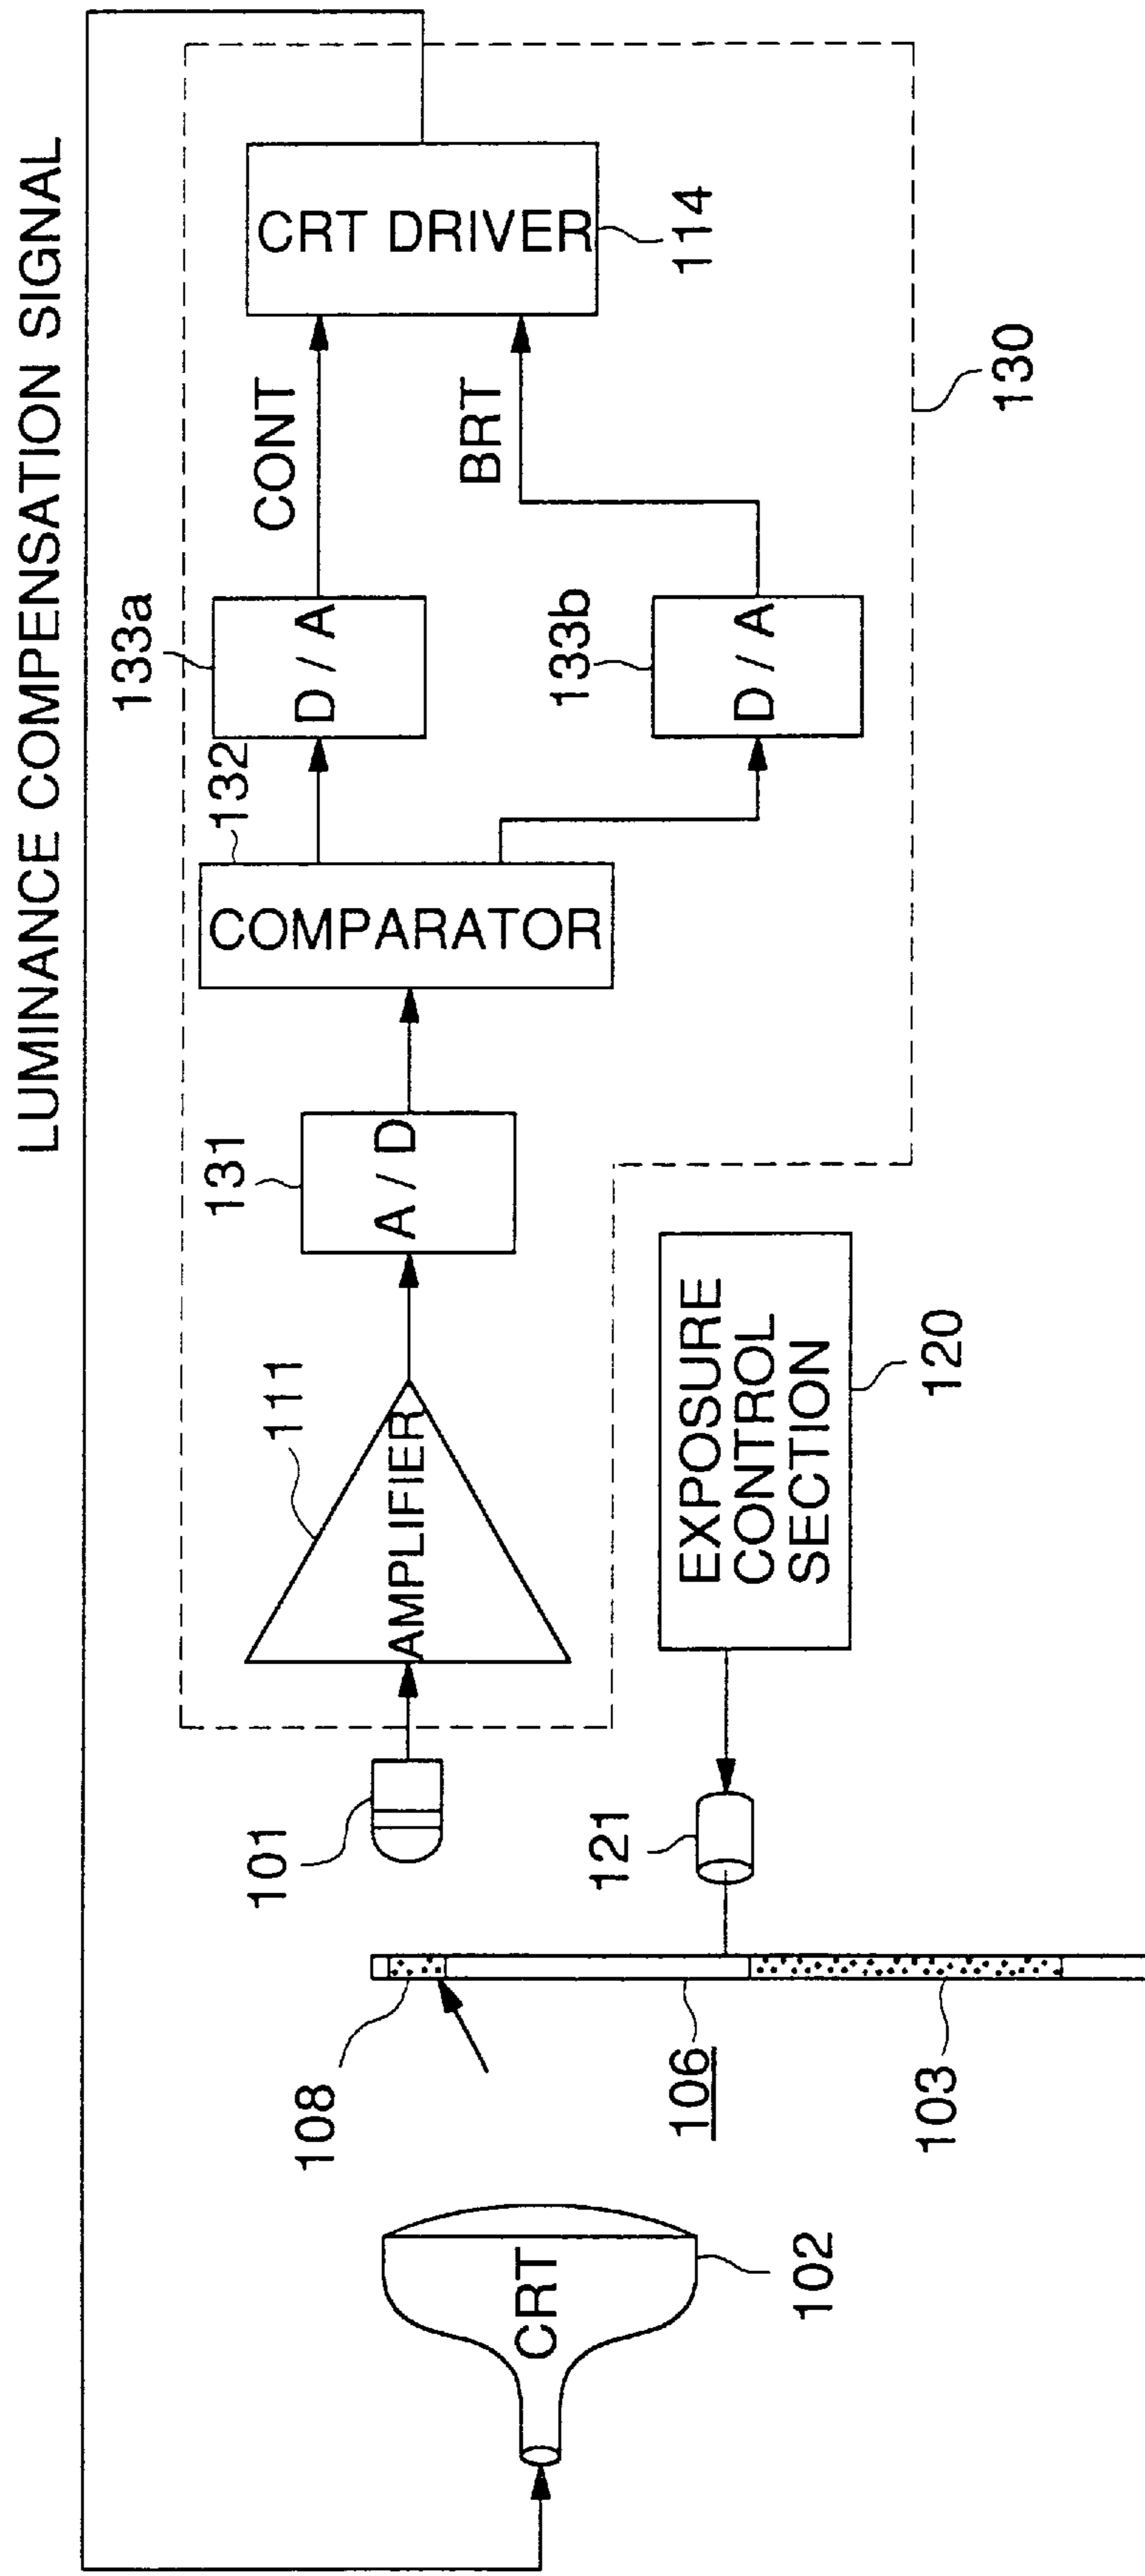 LUMINANCE COMPENSATION SIGNAL
CRT DRIVER
114
CONT
BRT
130
133a
D / A
133b
D / A
132
COMPARATOR
131
A / D
111
AMPLIFIER
EXPOSURE
CONTROL
SECTION
120
101
121
108
106
103
CRT
102